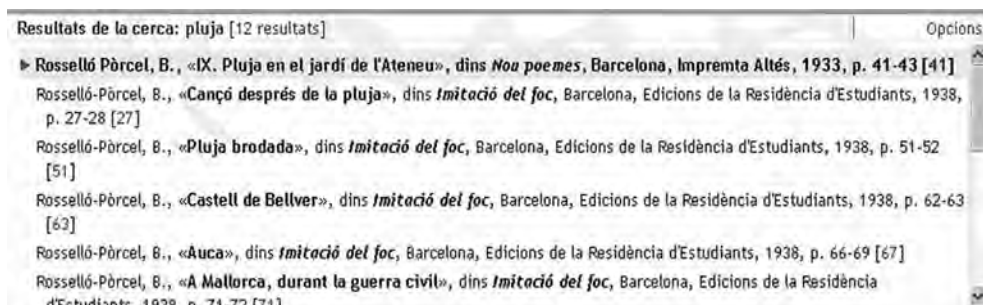 Resultats de la cerca: pluja [12 resultats]
Opcions
Rosselló Pòrcel, B., «IX. Pluja en el jardí de l'Ateneu», dins Nou poemes, Barcelona, Impremta Altés, 1933, p. 41-43 [41]
Rosselló-Pòrcel, B., «Cançó després de la pluja», dins Imitació del foc, Barcelona, Edicions de la Residència d'Estudiants, 1938,
p. 27-28 [27]
Rosselló-Pòrcel, B., «Pluja brodada», dins Imitació del foc, Barcelona, Edicions de la Residència d'Estudiants, 1938, p. 51-52
[51]
Rosselló-Pòrcel, B., «Castell de Bellver», dins Imitació del foc, Barcelona, Edicions de la Residència d'Estudiants, 1938, p. 62-63
[63]
Rosselló-Pòrcel, B., «Auca», dins Imitació del foc, Barcelona, Edicions de la Residència d'Estudiants, 1938, p. 66-69 [67]
Rosselló-Pòrcel, B., «A Mallorca, durant la guerra civil», dins Imitació del foc, Barcelona, Edicions de la Residència
d'Estudiants, 1938, p. 71-72 [71]